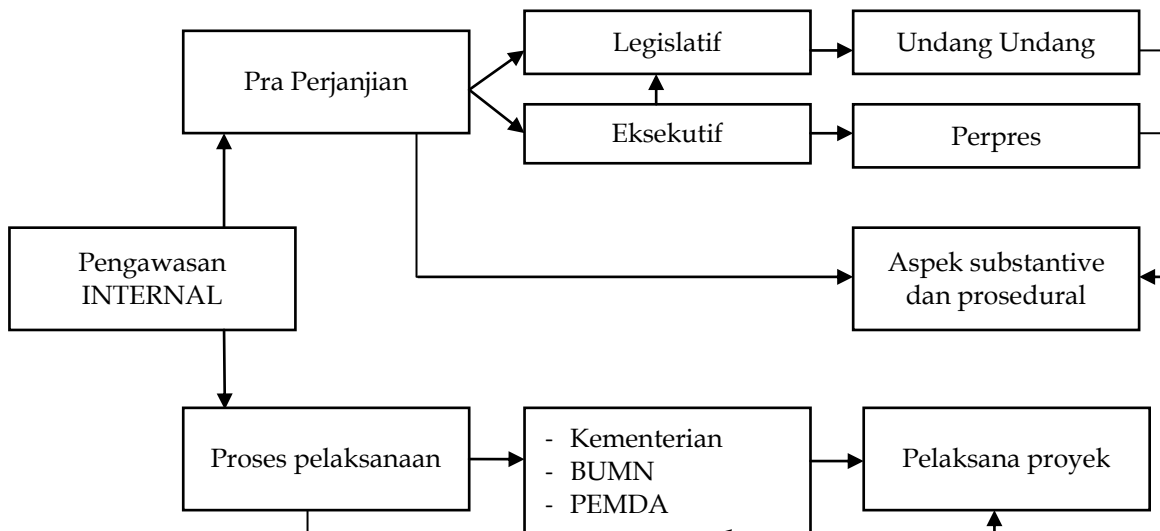 Legislatif
Undang Undang
Pra Perjanjian
Eksekutif
Perpres
Pengawasan
INTERNAL
Aspek substantive
dan prosedural
Proses pelaksanaan
- Kementerian
- BUMN
- PEMDA
Pelaksana proyek